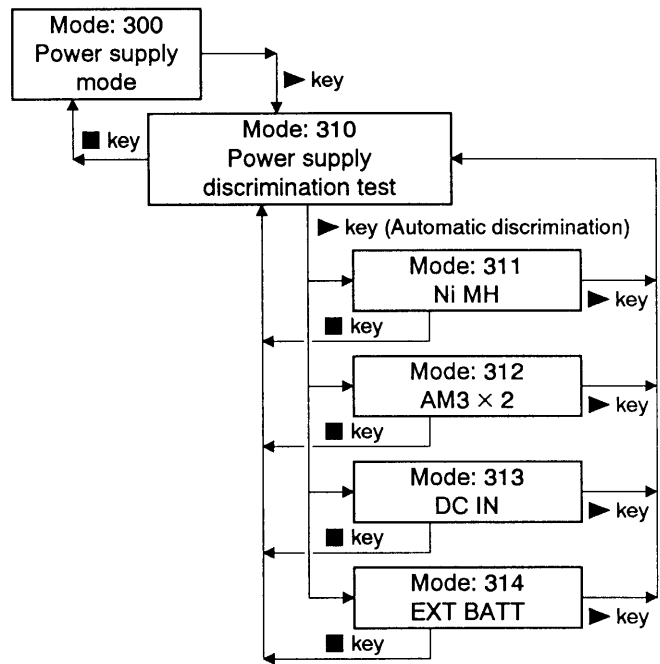 Mode: 300
Power supply
mode
▶ key
■ key
Mode: 310
Power supply
discrimination test
▶ key (Automatic discrimination)
Mode: 311
Ni MH
▶ key
■ key
Mode: 312
AM3 × 2
▶ key
■ key
Mode: 313
DC IN
▶ key
■ key
Mode: 314
EXT BATT
▶ key
■ key